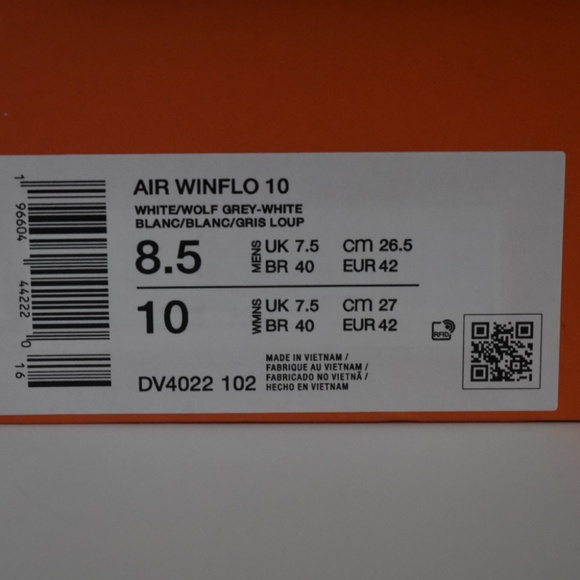 AIR WINFLO 10
WHITE/WOLF GREY-WHITE
BLANC/BLANC/GRIS LOUP
8.5 MENS UK 7.5 cm 26.5
BR 40 EUR 42
10 WMNS UK 7.5 cm 27
BR 40 EUR 42
DV4022 102
MADE IN VIETNAM /
FABRIQUE AU VIETNAM /
FABRICADO NO VIETNÃ /
HECHO EN VIETNAM
RFID
1 96604 44222 0 16